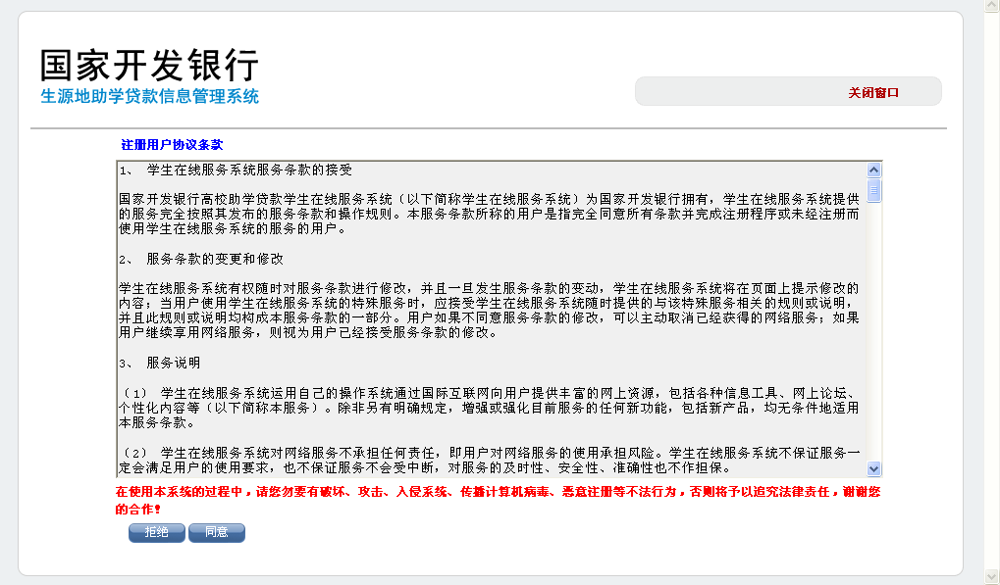 国家开发银行
生源地助学贷款信息管理系统
关闭窗口
注册用户协议条款
1、 学生在线服务系统服务条款的接受
国家开发银行高校助学贷款学生在线服务系统（以下简称学生在线服务系统）为国家开发银行拥有，学生在线服务系统提供
的服务完全按照其发布的服务条款和操作规则。本服务条款所称的用户是指完全同意所有条款并完成注册程序或未经注册而
使用学生在线服务系统的服务的用户。
2、 服务条款的变更和修改
学生在线服务系统有权随时对服务条款进行修改，并且一旦发生服务条款的变动，学生在线服务系统将在页面上提示修改的
内容；当用户使用学生在线服务系统的特殊服务时，应接受学生在线服务系统随时提供的与该特殊服务相关的规则或说明，
并且此规则或说明均构成本服务条款的一部分。用户如果不同意服务条款的修改，可以主动取消已经获得的网络服务；如果
用户继续享用网络服务，则视为用户已经接受服务条款的修改。
3、 服务说明
（1） 学生在线服务系统运用自己的操作系统通过国际互联网向用户提供丰富的网上资源，包括各种信息工具、网上论坛、
个性化内容等（以下简称本服务）。除非另有明确规定，增强或强化目前服务的任何新功能，包括新产品，均无条件地适用
本服务条款。
（2） 学生在线服务系统对网络服务不承担任何责任，即用户对网络服务的使用承担风险。学生在线服务系统不保证服务一
定会满足用户的使用要求，也不保证服务不会受中断，对服务的及时性、安全性、准确性也不作担保。
在使用本系统的过程中，请您勿要有破坏、攻击、入侵系统、传播计算机病毒、恶意注册等不法行为，否则将予以追究法律责任，谢谢您
的合作！
拒绝 同意